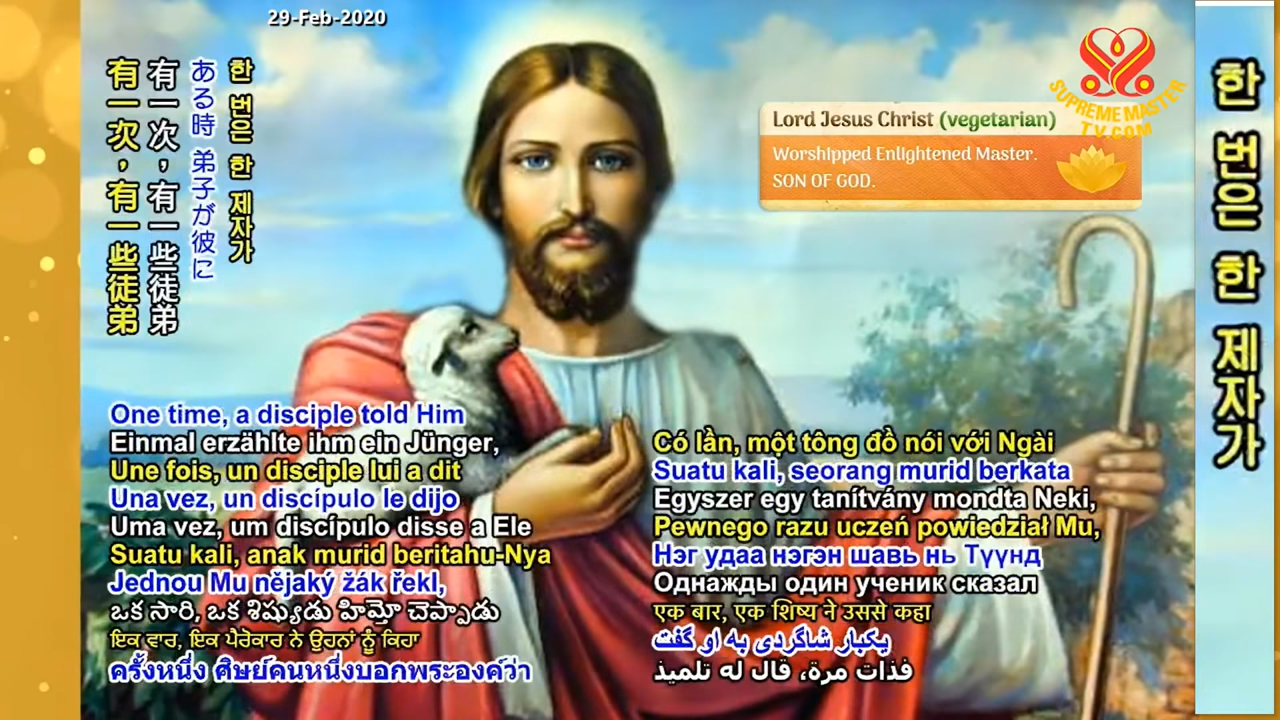 29-Feb-2020
한 번은 한 제자가
ある時 弟子が彼に
有一次，有一些徒弟
有一次，有一些徒弟
Lord Jesus Christ (vegetarian)
Worshipped Enlightened Master.
SON OF GOD.
SUPREME MASTER
TV.COM
One time, a disciple told Him
Einmal erzählte ihm ein Jünger,
Une fois, un disciple lui a dit
Una vez, un discípulo le dijo
Uma vez, um discípulo disse a Ele
Suatu kali, anak murid beritahu-Nya
Jednou Mu nějaký žák řekl,
ఒక సారి, ఒక శిష్యుడు హిమ్తో చెప్పాడు
ਇਕ ਵਾਰ, ਇਕ ਪੈਰੋਕਾਰ ਨੇ ਉਹਨਾਂ ਨੂੰ ਕਿਹਾ
ครั้งหนึ่ง ศิษย์คนหนึ่งบอกพระองค์ว่า
Có lần, một tông đồ nói với Ngài
Suatu kali, seorang murid berkata
Egyszer egy tanítvány mondta Neki,
Pewnego razu uczeń powiedział Mu,
Нэг удаа нэгэн шавь нь Түүнд
Однажды один ученик сказал
एक बार, एक शिष्य ने उससे कहा
یکبار شاگردی به او گفت
فذات مرة، قال له تلميذ
한 번은 한 제자가